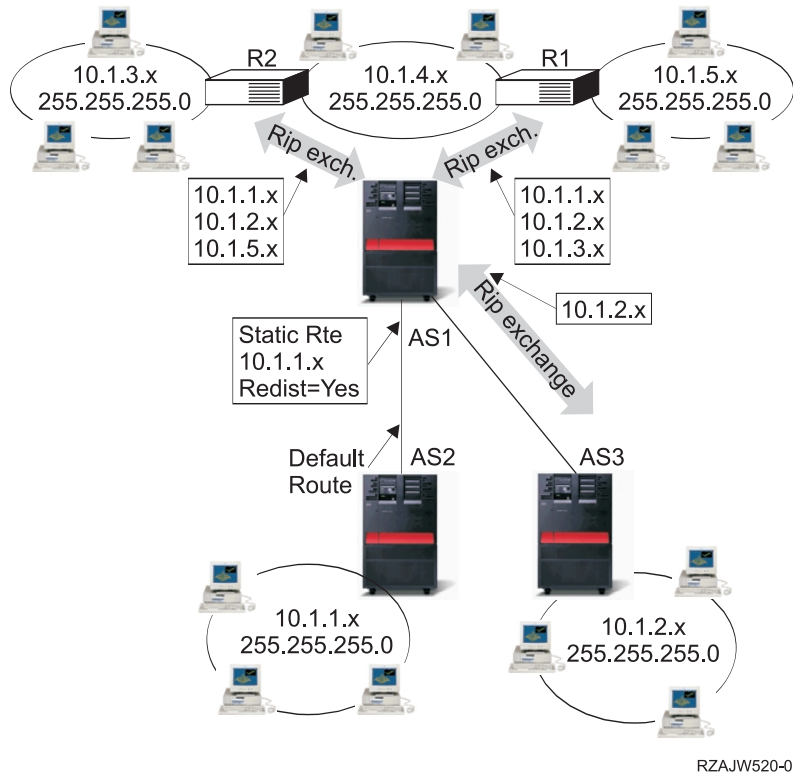 R2
R1
10.1.3.x
255.255.255.0
10.1.4.x
255.255.255.0
10.1.5.x
255.255.255.0
Rip exch.
Rip exch.
10.1.1.x
10.1.2.x
10.1.5.x
10.1.1.x
10.1.2.x
10.1.3.x
10.1.2.x
Rip exchange
Static Rte
10.1.1.x
Redist=Yes
AS1
Default
Route
AS2
AS3
10.1.1.x
255.255.255.0
10.1.2.x
255.255.255.0
RZAJW520-0